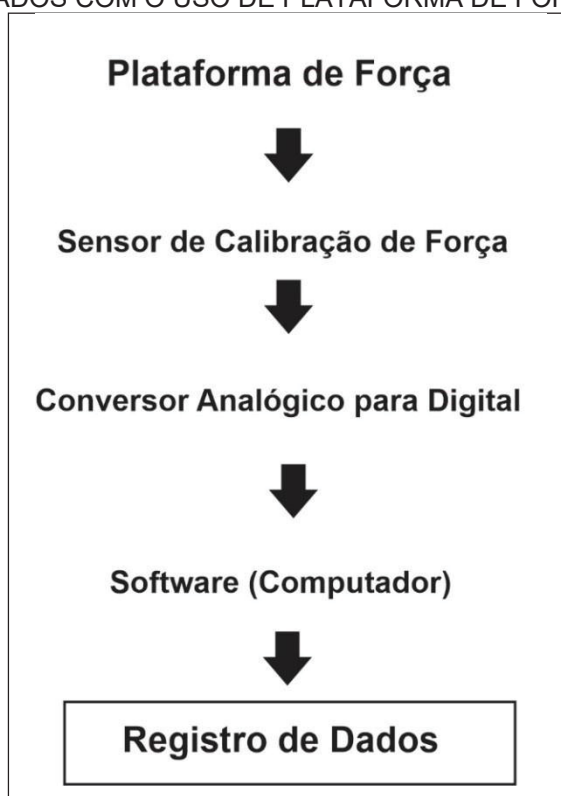 COM O USO DE PLATAFORMA DE
Plataforma de Força
Sensor de Calibração de Força
Conversor Analógico para Digital
Software (Computador)
Registro de Dados